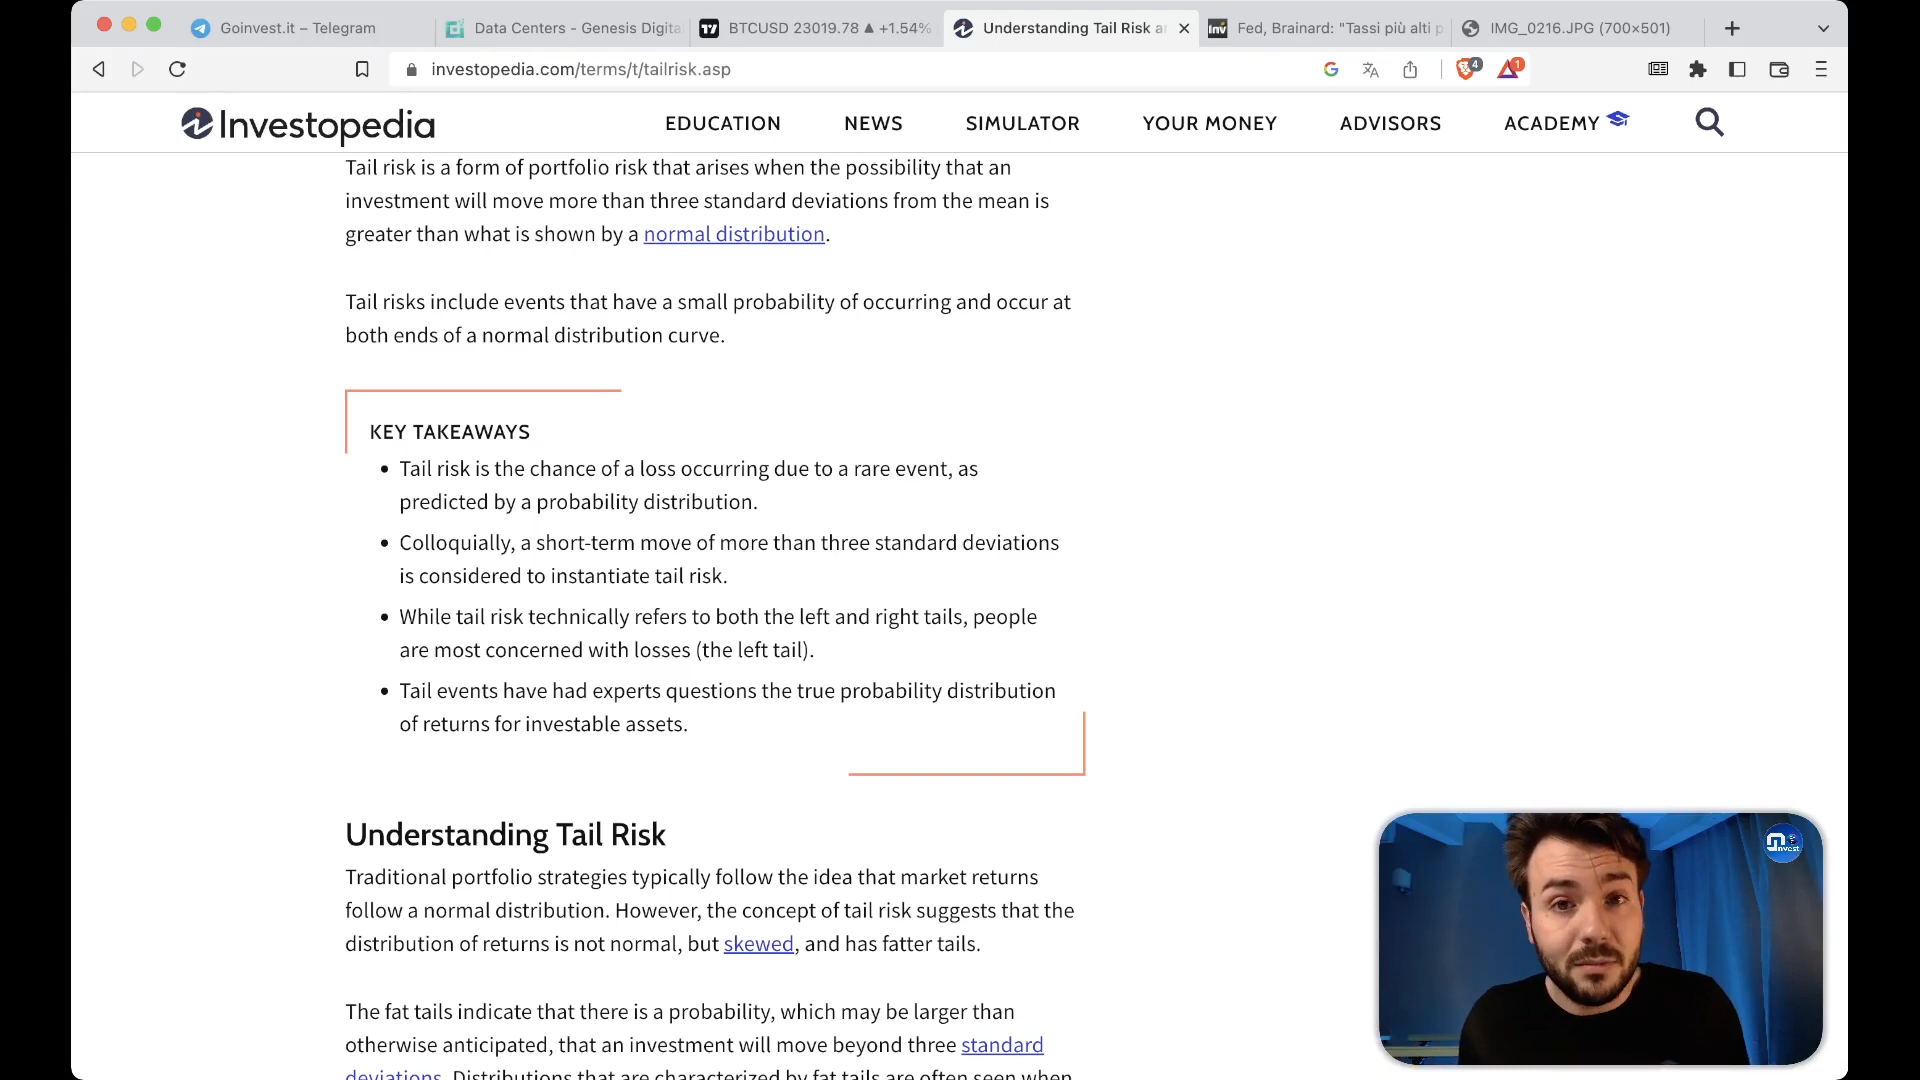 Goinvest.it – Telegram
Data Centers - Genesis Digita
BTCUSD 23019.78 ▲ +1.54%
Understanding Tail Risk a
Fed, Brainard: "Tassi più alti p
IMG_0216.JPG (700×501)
investopedia.com/terms/t/tailrisk.asp
4
1
Investopedia
EDUCATION
NEWS
SIMULATOR
YOUR MONEY
ADVISORS
ACADEMY
Tail risk is a form of portfolio risk that arises when the possibility that an
investment will move more than three standard deviations from the mean is
greater than what is shown by a normal distribution.
Tail risks include events that have a small probability of occurring and occur at
both ends of a normal distribution curve.
KEY TAKEAWAYS
• Tail risk is the chance of a loss occurring due to a rare event, as
predicted by a probability distribution.
• Colloquially, a short-term move of more than three standard deviations
is considered to instantiate tail risk.
• While tail risk technically refers to both the left and right tails, people
are most concerned with losses (the left tail).
• Tail events have had experts questions the true probability distribution
of returns for investable assets.
Understanding Tail Risk
Traditional portfolio strategies typically follow the idea that market returns
follow a normal distribution. However, the concept of tail risk suggests that the
distribution of returns is not normal, but skewed, and has fatter tails.
The fat tails indicate that there is a probability, which may be larger than
otherwise anticipated, that an investment will move beyond three standard
deviations. Distributions that are characterized by fat tails are often seen when